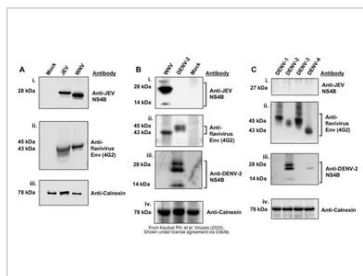 A
Mock
JEV
WNV
Antibody
i.
28 kDa
Anti-JEV
NS4B
ii.
45 kDa
43 kDa
Anti-
flavivirus
Env (4G2)
iii.
78 kDa
Anti-Calnexin
B
WNV
DENV-2
Mock
Antibody
i.
28 kDa
14 kDa
Anti-JEV
NS4B
ii.
45 kDa
43 kDa
Anti-
flavivirus
Env (4G2)
iii.
28 kDa
14 kDa
Anti-DENV-2
NS4B
iv.
78 kDa
Anti-Calnexin
From Kaufusi PH, et al. Viruses (2020).
Shown under license agreement via CiteAb
C
DENV-1
DENV-2
DENV-3
DENV-4
Antibody
i.
27 kDa
Anti-JEV
NS4B
ii.
45 kDa
43 kDa
Anti-
flavivirus
Env (4G2)
iii.
28 kDa
14 kDa
Anti-DENV-2
NS4B
iv.
78 kDa
Anti-Calnexin